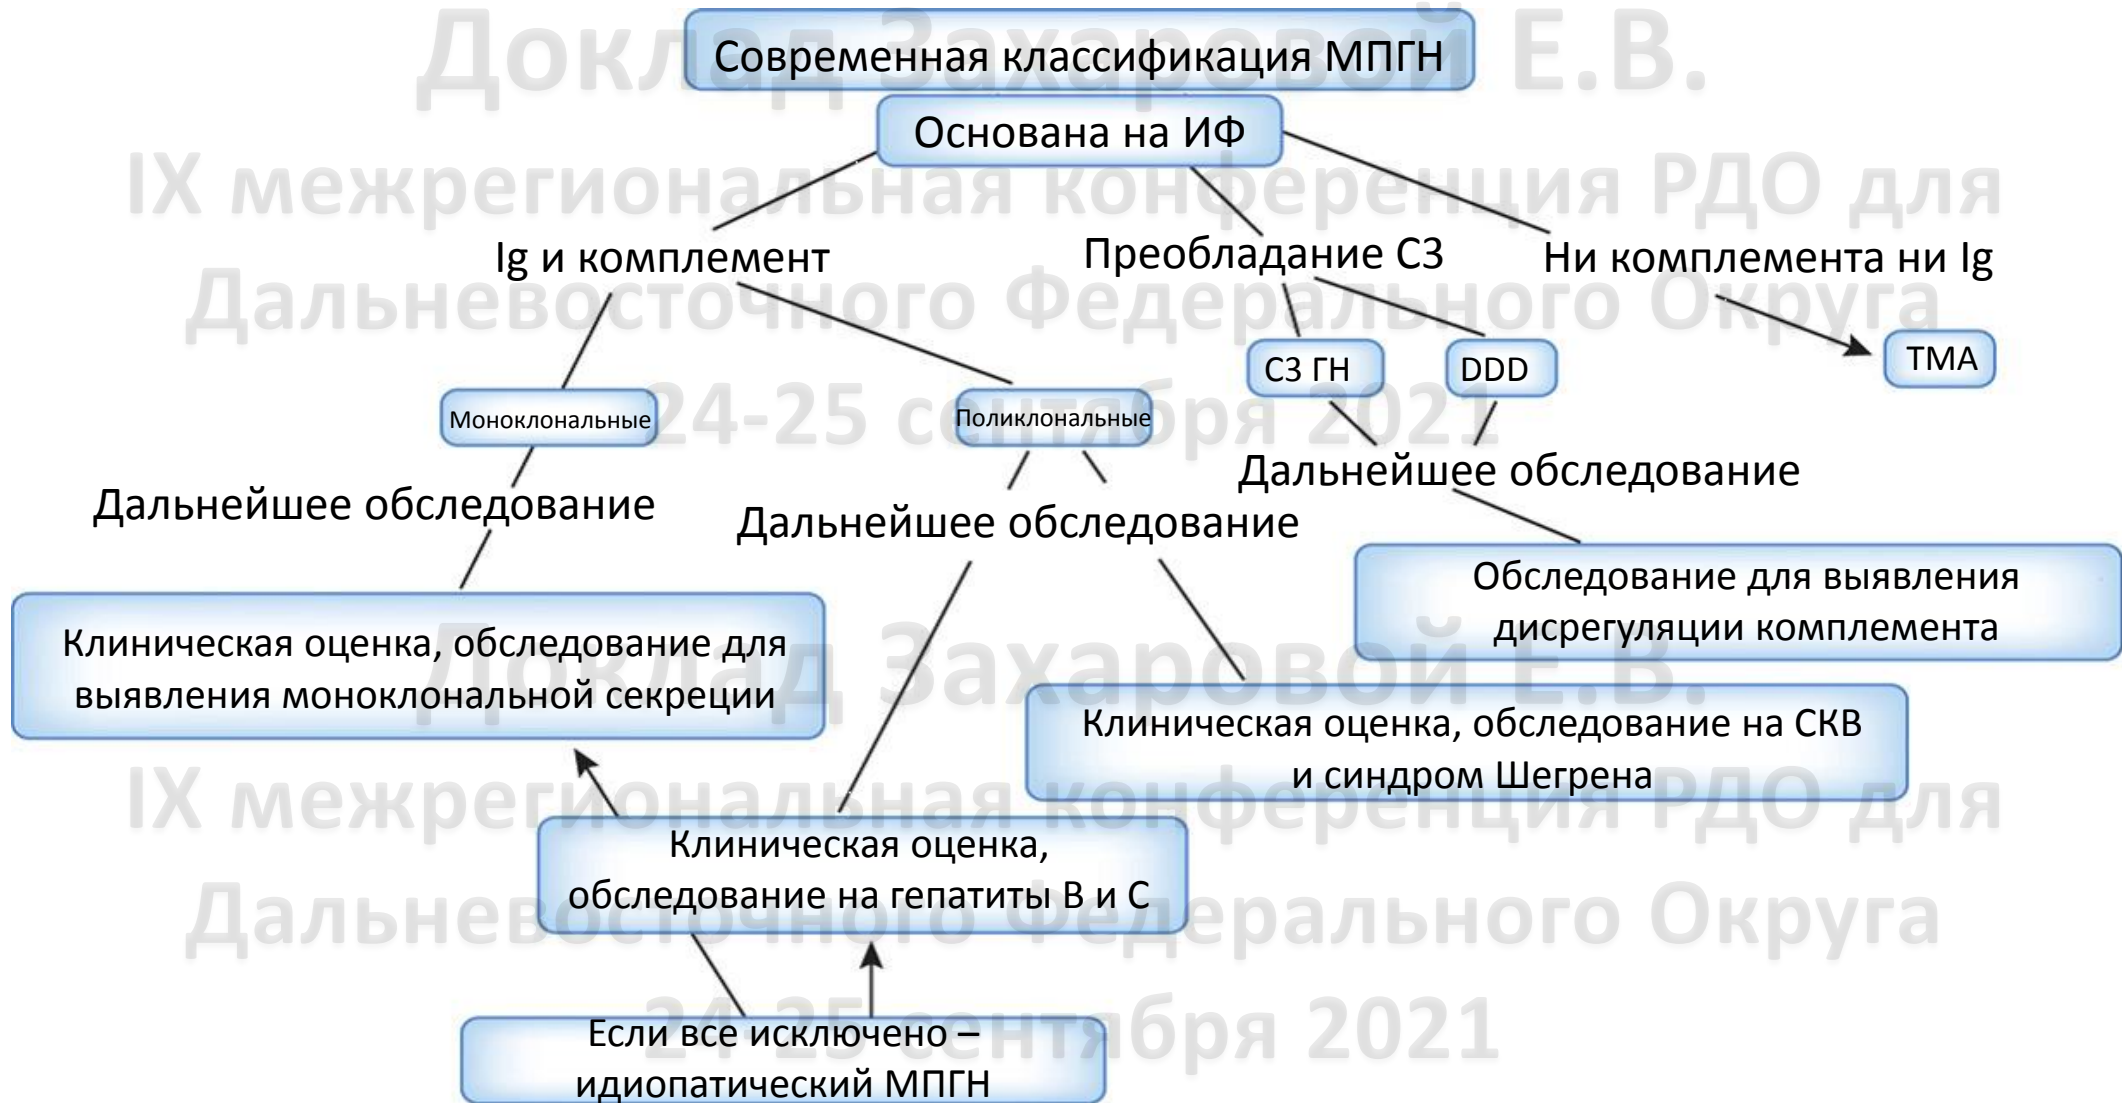 Современная классификация МПГН
Основана на ИФ
Ig и комплемент
Преобладание С3
Ни комплемента ни Ig
С3 ГН
DDD
ТМА
Моноклональные
Поликлональные
Дальнейшее обследование
Дальнейшее обследование
Дальнейшее обследование
Обследование для выявления
дисрегуляции комплемента
Клиническая оценка, обследование для
выявления моноклональной секреции
Клиническая оценка, обследование на СКВ
и синдром Шегрена
Клиническая оценка,
обследование на гепатиты В и С
Если все исключено –
идиопатический МПГН
Доклад Захаровой Е.В.
IX межрегиональная конференция РДО для
Дальневосточного Федерального Округа
24-25 сентября 2021
Доклад Захаровой Е.В.
IX межрегиональная конференция РДО для
Дальневосточного Федерального Округа
24-25 сентября 2021